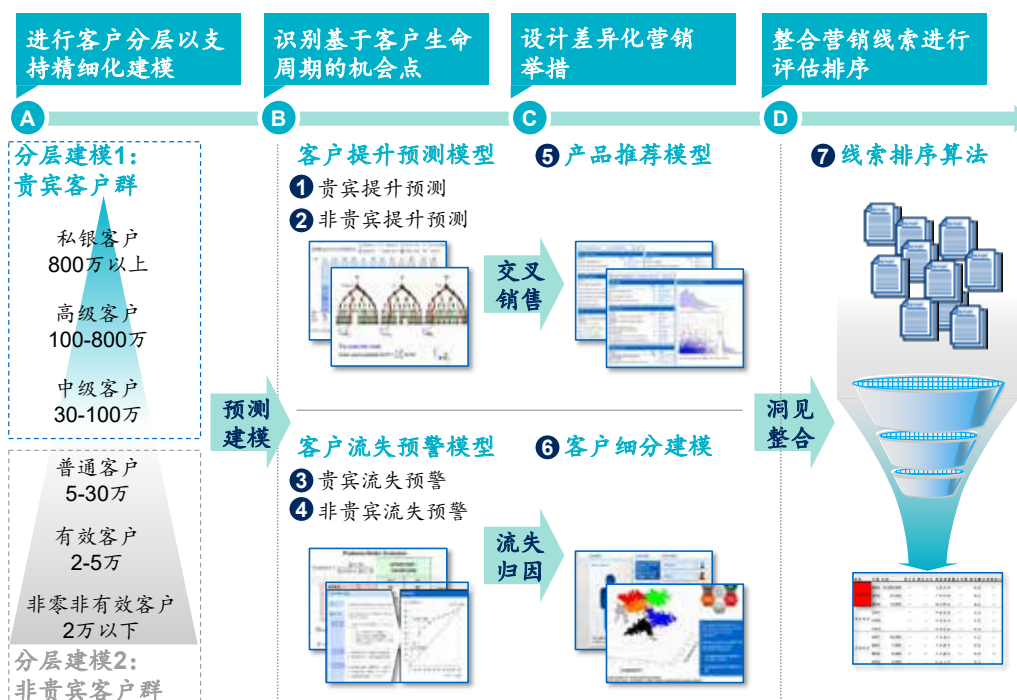 进行客户分层以支
持精细化建模
识别基于客户生命
周期的机会点
设计差异化营销
举措
整合营销线索进行
评估排序
A
B
C
D
分层建模1：
贵宾客户群
私银客户
800万以上
高级客户
100-800万
中级客户
30-100万
普通客户
5-30万
有效客户
2-5万
非零非有效客户
2万以下
分层建模2：
非贵宾客户群
预测
建模
客户提升预测模型
1 贵宾提升预测
2 非贵宾提升预测
客户流失预警模型
3 贵宾流失预警
4 非贵宾流失预警
交叉
销售
流失
归因
5 产品推荐模型
6 客户细分建模
洞见
整合
7 线索排序算法